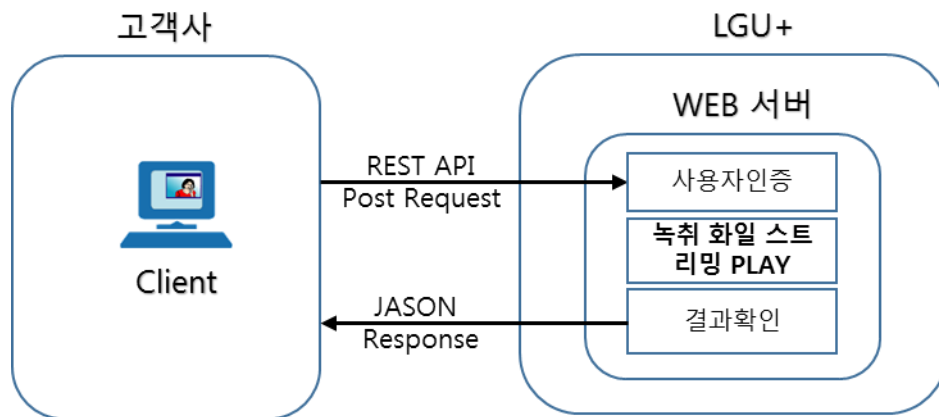 고객사
LGU+
WEB 서버
REST API
Post Request
사용자인증
녹취 화일 스트
리밍 PLAY
Client
JASON
Response
결과확인